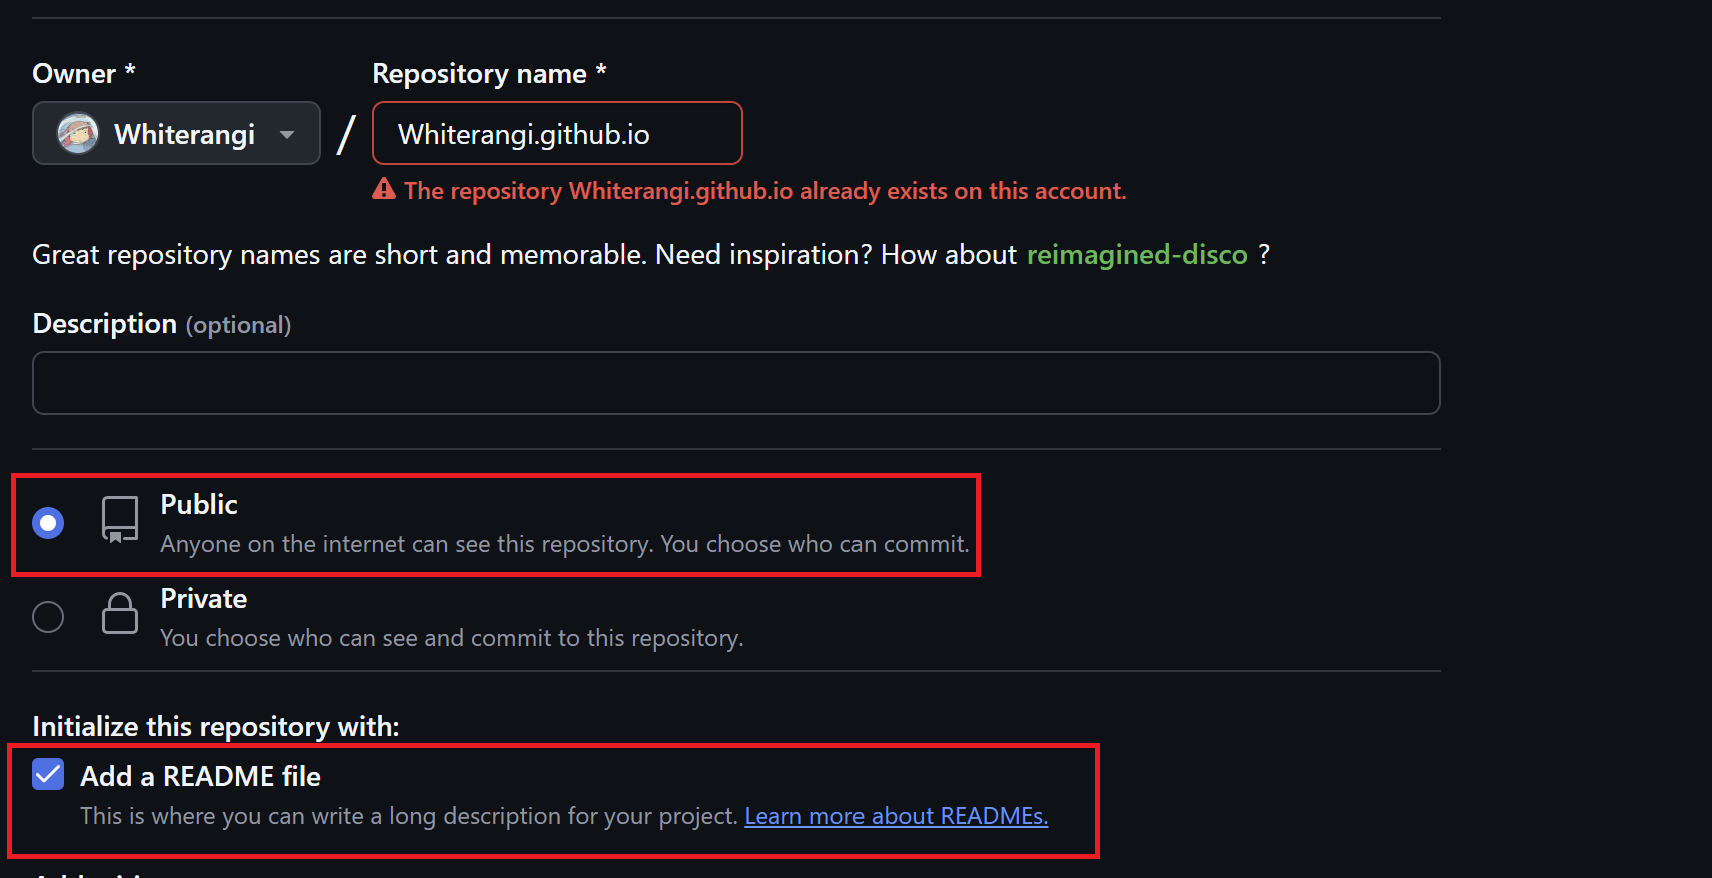 Owner *
Repository name *
Whiterangi
/
Whiterangi.github.io
The repository Whiterangi.github.io already exists on this account.
Great repository names are short and memorable. Need inspiration? How about reimagined-disco ?
Description (optional)
Public
Anyone on the internet can see this repository. You choose who can commit.
Private
You choose who can see and commit to this repository.
Initialize this repository with:
Add a README file
This is where you can write a long description for your project. Learn more about READMEs.